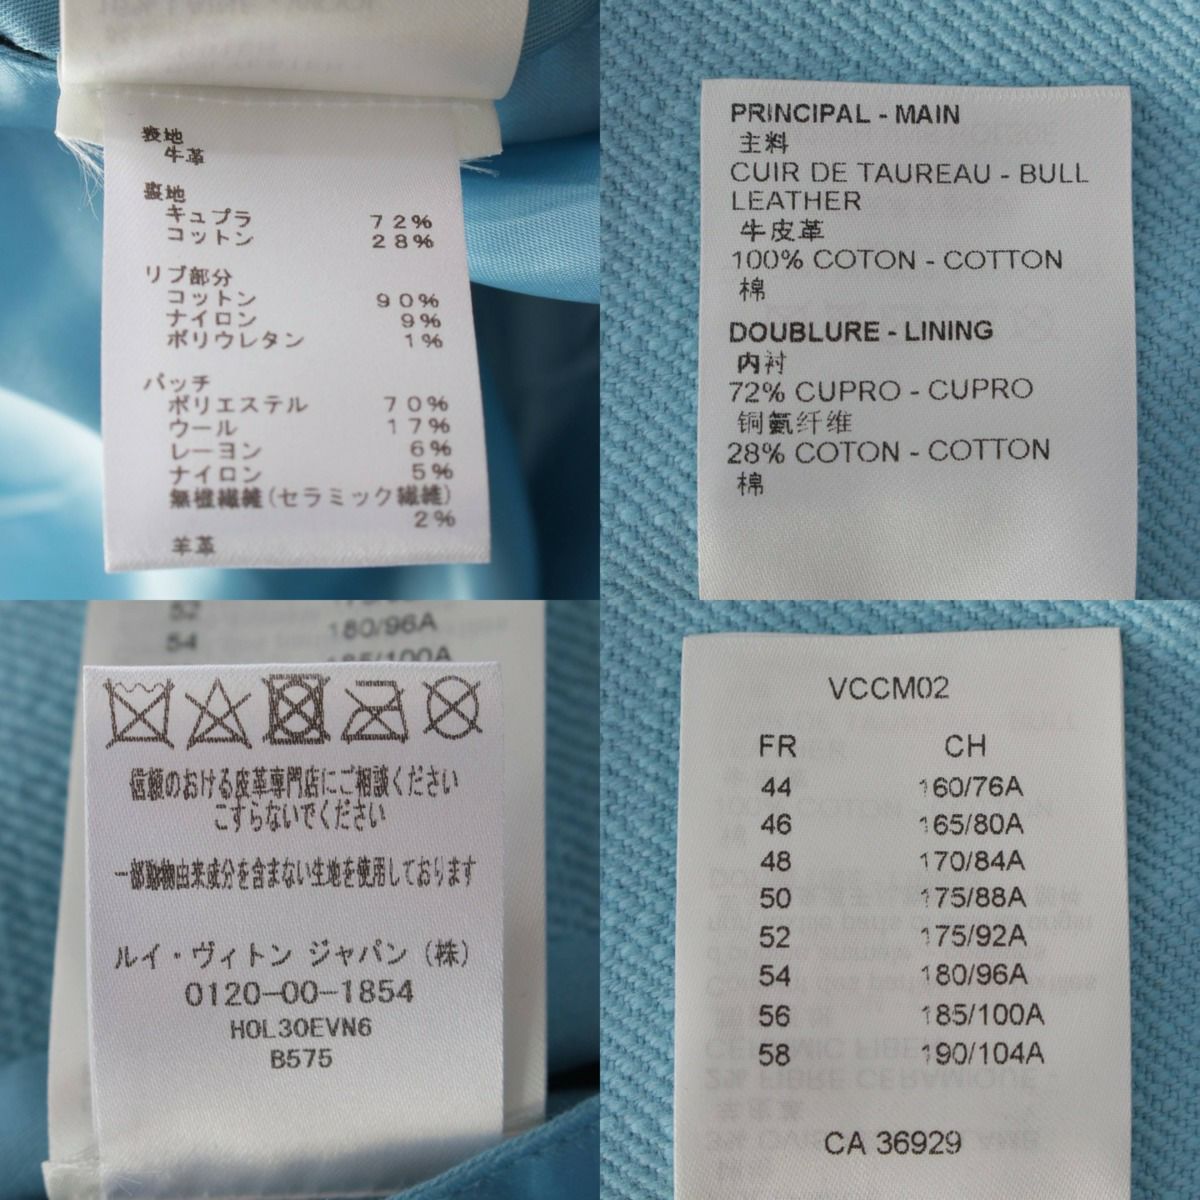 表地
牛革
裏地
キュプラ 72%
コットン 28%
リブ部分
コットン 90%
ナイロン 9%
ポリウレタン 1%
パッチ
ポリエステル 70%
ウール 17%
レーヨン 6%
ナイロン 5%
無機繊維(セラミック繊維)
2%
羊革
PRINCIPAL - MAIN
主料
CUIR DE TAUREAU - BULL
LEATHER
牛皮革
100% COTON - COTTON
棉
DOUBLURE - LINING
内衬
72% CUPRO - CUPRO
铜氨纤维
28% COTON - COTTON
棉
52
54 180/96A
185/100A
信頼のおける皮革専門店にご相談ください
こすらないでください
一部動物由来成分を含まない生地を使用しております
ルイ・ヴィトン ジャパン(株)
0120-00-1854
H0L30EVN6
B575
VCCM02
FR CH
44 160/76A
46 165/80A
48 170/84A
50 175/88A
52 175/92A
54 180/96A
56 185/100A
58 190/104A
CA 36929